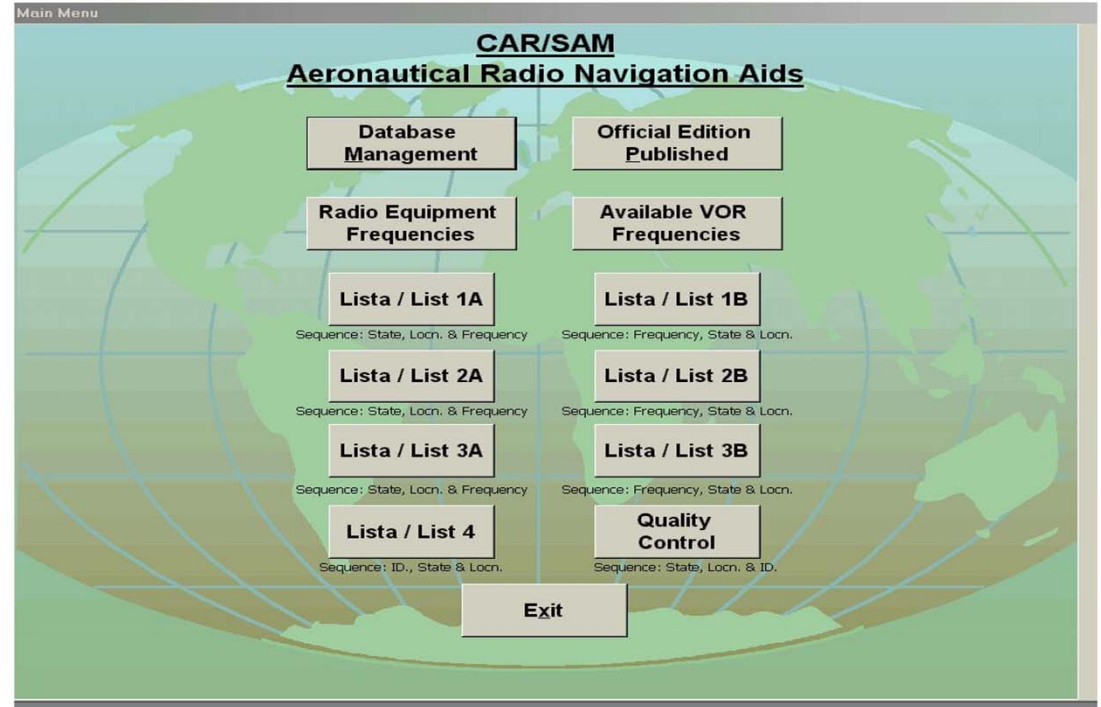 Main Menu
CAR/SAM
Aeronautical Radio Navigation Aids
Database
Management
Official Edition
Published
Radio Equipment
Frequencies
Available VOR
Frequencies
Lista / List 1A
Sequence: State, Locn. & Frequency
Lista / List 1B
Sequence: Frequency, State & Locn.
Lista / List 2A
Sequence: State, Locn. & Frequency
Lista / List 2B
Sequence: Frequency, State & Locn.
Lista / List 3A
Sequence: State, Locn. & Frequency
Lista / List 3B
Sequence: Frequency, State & Locn.
Lista / List 4
Sequence: ID., State & Locn.
Quality
Control
Sequence: State, Locn. & ID.
Exit